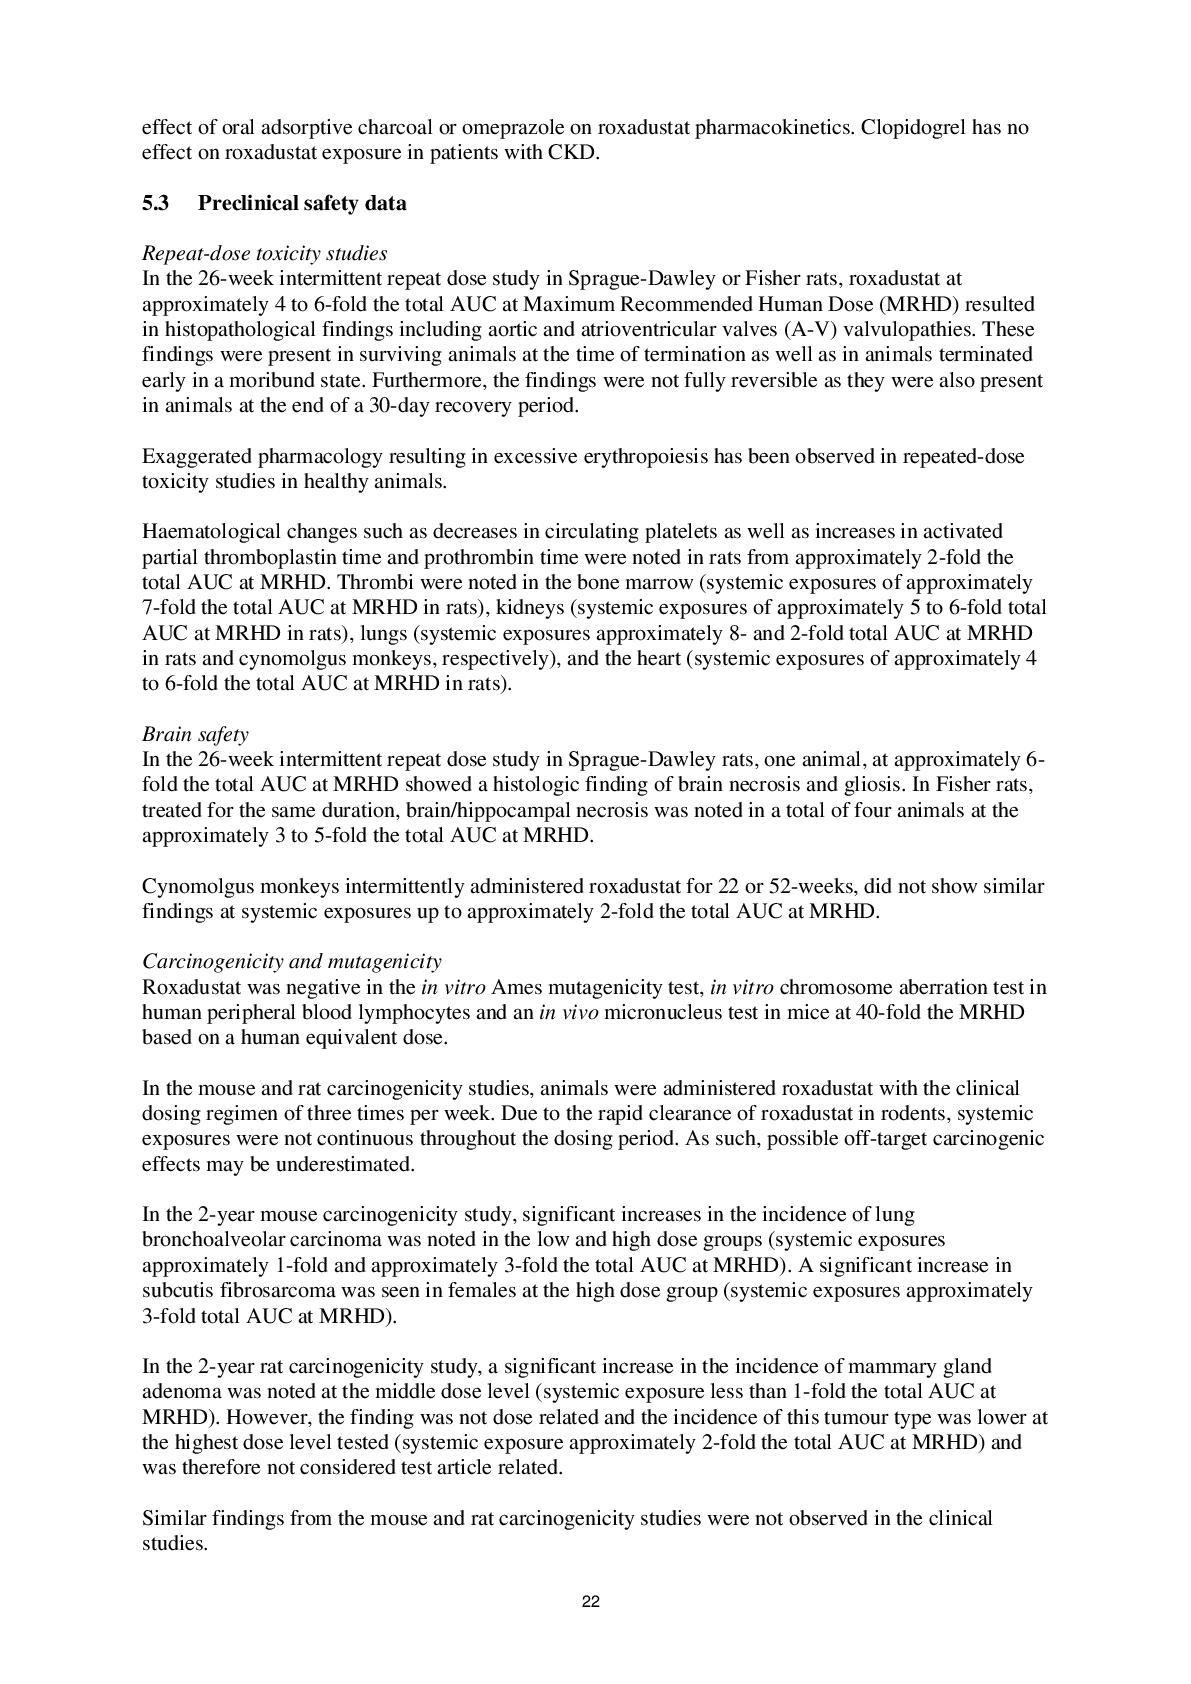 effect of oral adsorptive charcoal or omeprazole on roxadustat pharmacokinetics. Clopidogrel has no
effect on roxadustat exposure in patients with CKD.
5.3 Preclinical safety data
Repeat-dose toxicity studies
In the 26-week intermittent repeat dose study in Sprague-Dawley or Fisher rats, roxadustat at
approximately 4 to 6-fold the total AUC at Maximum Recommended Human Dose (MRHD) resulted
in histopathological findings including aortic and atrioventricular valves (A-V) valvulopathies. These
findings were present in surviving animals at the time of termination as well as in animals terminated
early in a moribund state. Furthermore, the findings were not fully reversible as they were also present
in animals at the end of a 30-day recovery period.
Exaggerated pharmacology resulting in excessive erythropoiesis has been observed in repeated-dose
toxicity studies in healthy animals.
Haematological changes such as decreases in circulating platelets as well as increases in activated
partial thromboplastin time and prothrombin time were noted in rats from approximately 2-fold the
total AUC at MRHD. Thrombi were noted in the bone marrow (systemic exposures of approximately
7-fold the total AUC at MRHD in rats), kidneys (systemic exposures of approximately 5 to 6-fold total
AUC at MRHD in rats), lungs (systemic exposures approximately 8- and 2-fold total AUC at MRHD
in rats and cynomolgus monkeys, respectively), and the heart (systemic exposures of approximately 4
to 6-fold the total AUC at MRHD in rats).
Brain safety
In the 26-week intermittent repeat dose study in Sprague-Dawley rats, one animal, at approximately 6-
fold the total AUC at MRHD showed a histologic finding of brain necrosis and gliosis. In Fisher rats,
treated for the same duration, brain/hippocampal necrosis was noted in a total of four animals at the
approximately 3 to 5-fold the total AUC at MRHD.
Cynomolgus monkeys intermittently administered roxadustat for 22 or 52-weeks, did not show similar
findings at systemic exposures up to approximately 2-fold the total AUC at MRHD.
Carcinogenicity and mutagenicity
Roxadustat was negative in the in vitro Ames mutagenicity test, in vitro chromosome aberration test in
human peripheral blood lymphocytes and an in vivo micronucleus test in mice at 40-fold the MRHD
based on a human equivalent dose.
In the mouse and rat carcinogenicity studies, animals were administered roxadustat with the clinical
dosing regimen of three times per week. Due to the rapid clearance of roxadustat in rodents, systemic
exposures were not continuous throughout the dosing period. As such, possible off-target carcinogenic
effects may be underestimated.
In the 2-year mouse carcinogenicity study, significant increases in the incidence of lung
bronchoalveolar carcinoma was noted in the low and high dose groups (systemic exposures
approximately 1-fold and approximately 3-fold the total AUC at MRHD). A significant increase in
subcutis fibrosarcoma was seen in females at the high dose group (systemic exposures approximately
3-fold total AUC at MRHD).
In the 2-year rat carcinogenicity study, a significant increase in the incidence of mammary gland
adenoma was noted at the middle dose level (systemic exposure less than 1-fold the total AUC at
MRHD). However, the finding was not dose related and the incidence of this tumour type was lower at
the highest dose level tested (systemic exposure approximately 2-fold the total AUC at MRHD) and
was therefore not considered test article related.
Similar findings from the mouse and rat carcinogenicity studies were not observed in the clinical
studies.
22